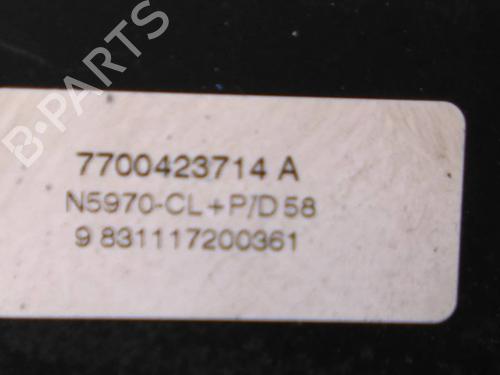 B-PARTS
7700423714 A
N5970-CL+P/D 58
9 831117200361